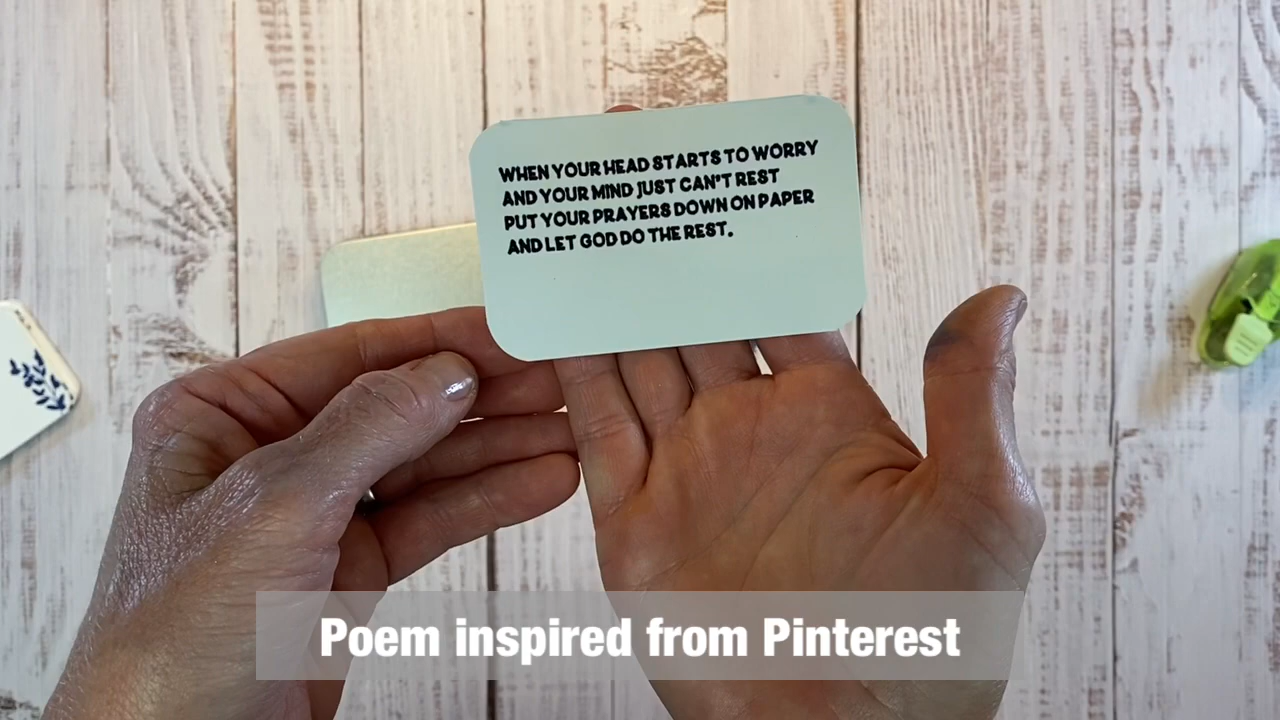 WHEN YOUR HEAD STARTS TO WORRY
AND YOUR MIND JUST CAN'T REST
PUT YOUR PRAYERS DOWN ON PAPER
AND LET GOD DO THE REST.
Poem inspired from Pinterest